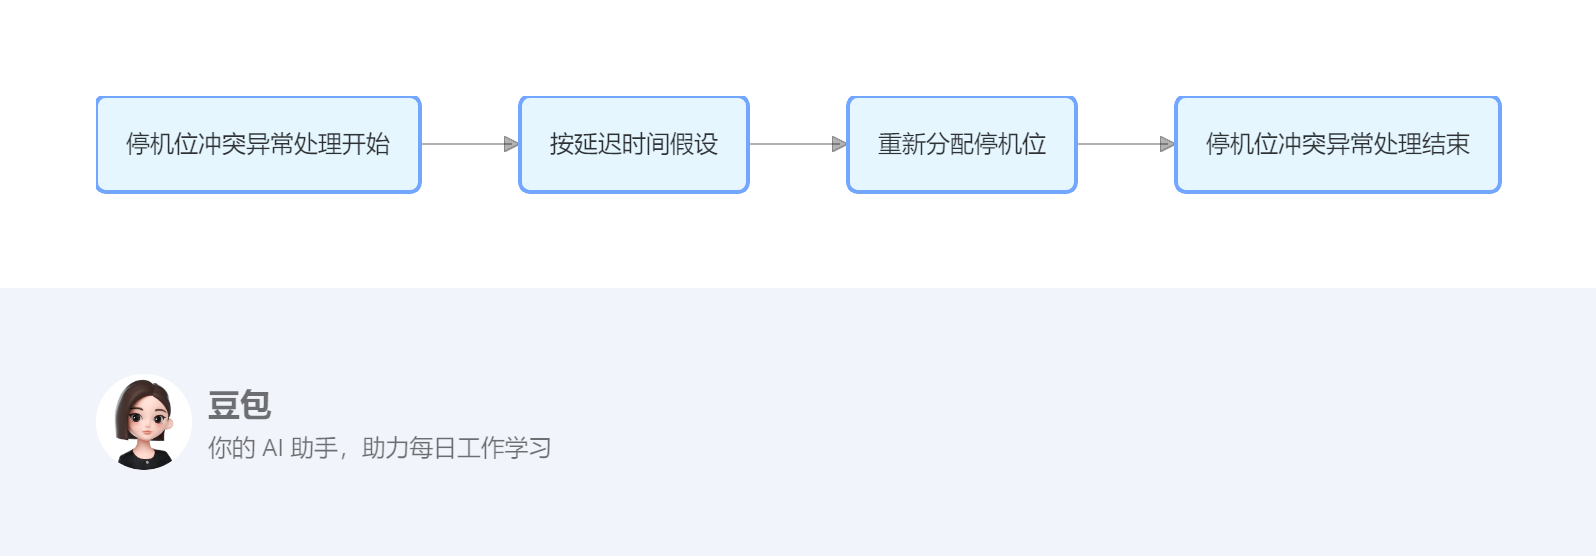 停机位冲突异常处理开始
按延迟时间假设
重新分配停机位
停机位冲突异常处理结束
豆包
你的 AI 助手，助力每日工作学习